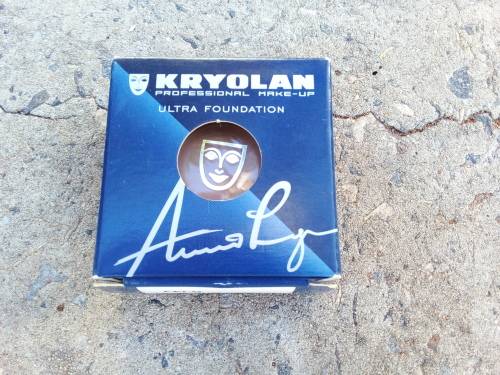 KRYOLAN
PROFESSIONAL MAKE-UP
ULTRA FOUNDATION